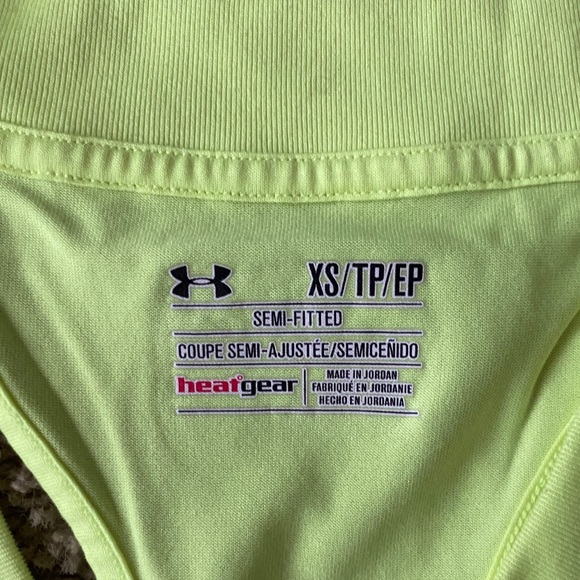 XS/TP/EP
SEMI-FITTED
COUPE SEMI-AJUSTÉE/SEMICEÑIDO
heatgear
MADE IN JORDAN
FABRIQUÉ EN JORDANIE
HECHO EN JORDANIA